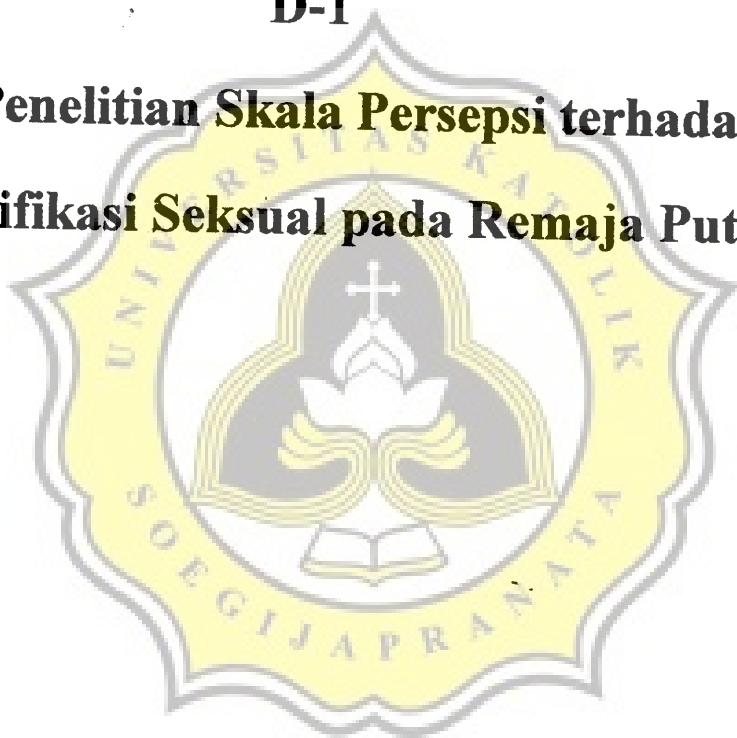 D-1
Penelitian Skala Persepsi terhada
ifikasi Seksual pada Remaja Put
UNIVERSITAS KATOLIK
SOEGIJAPRANATA